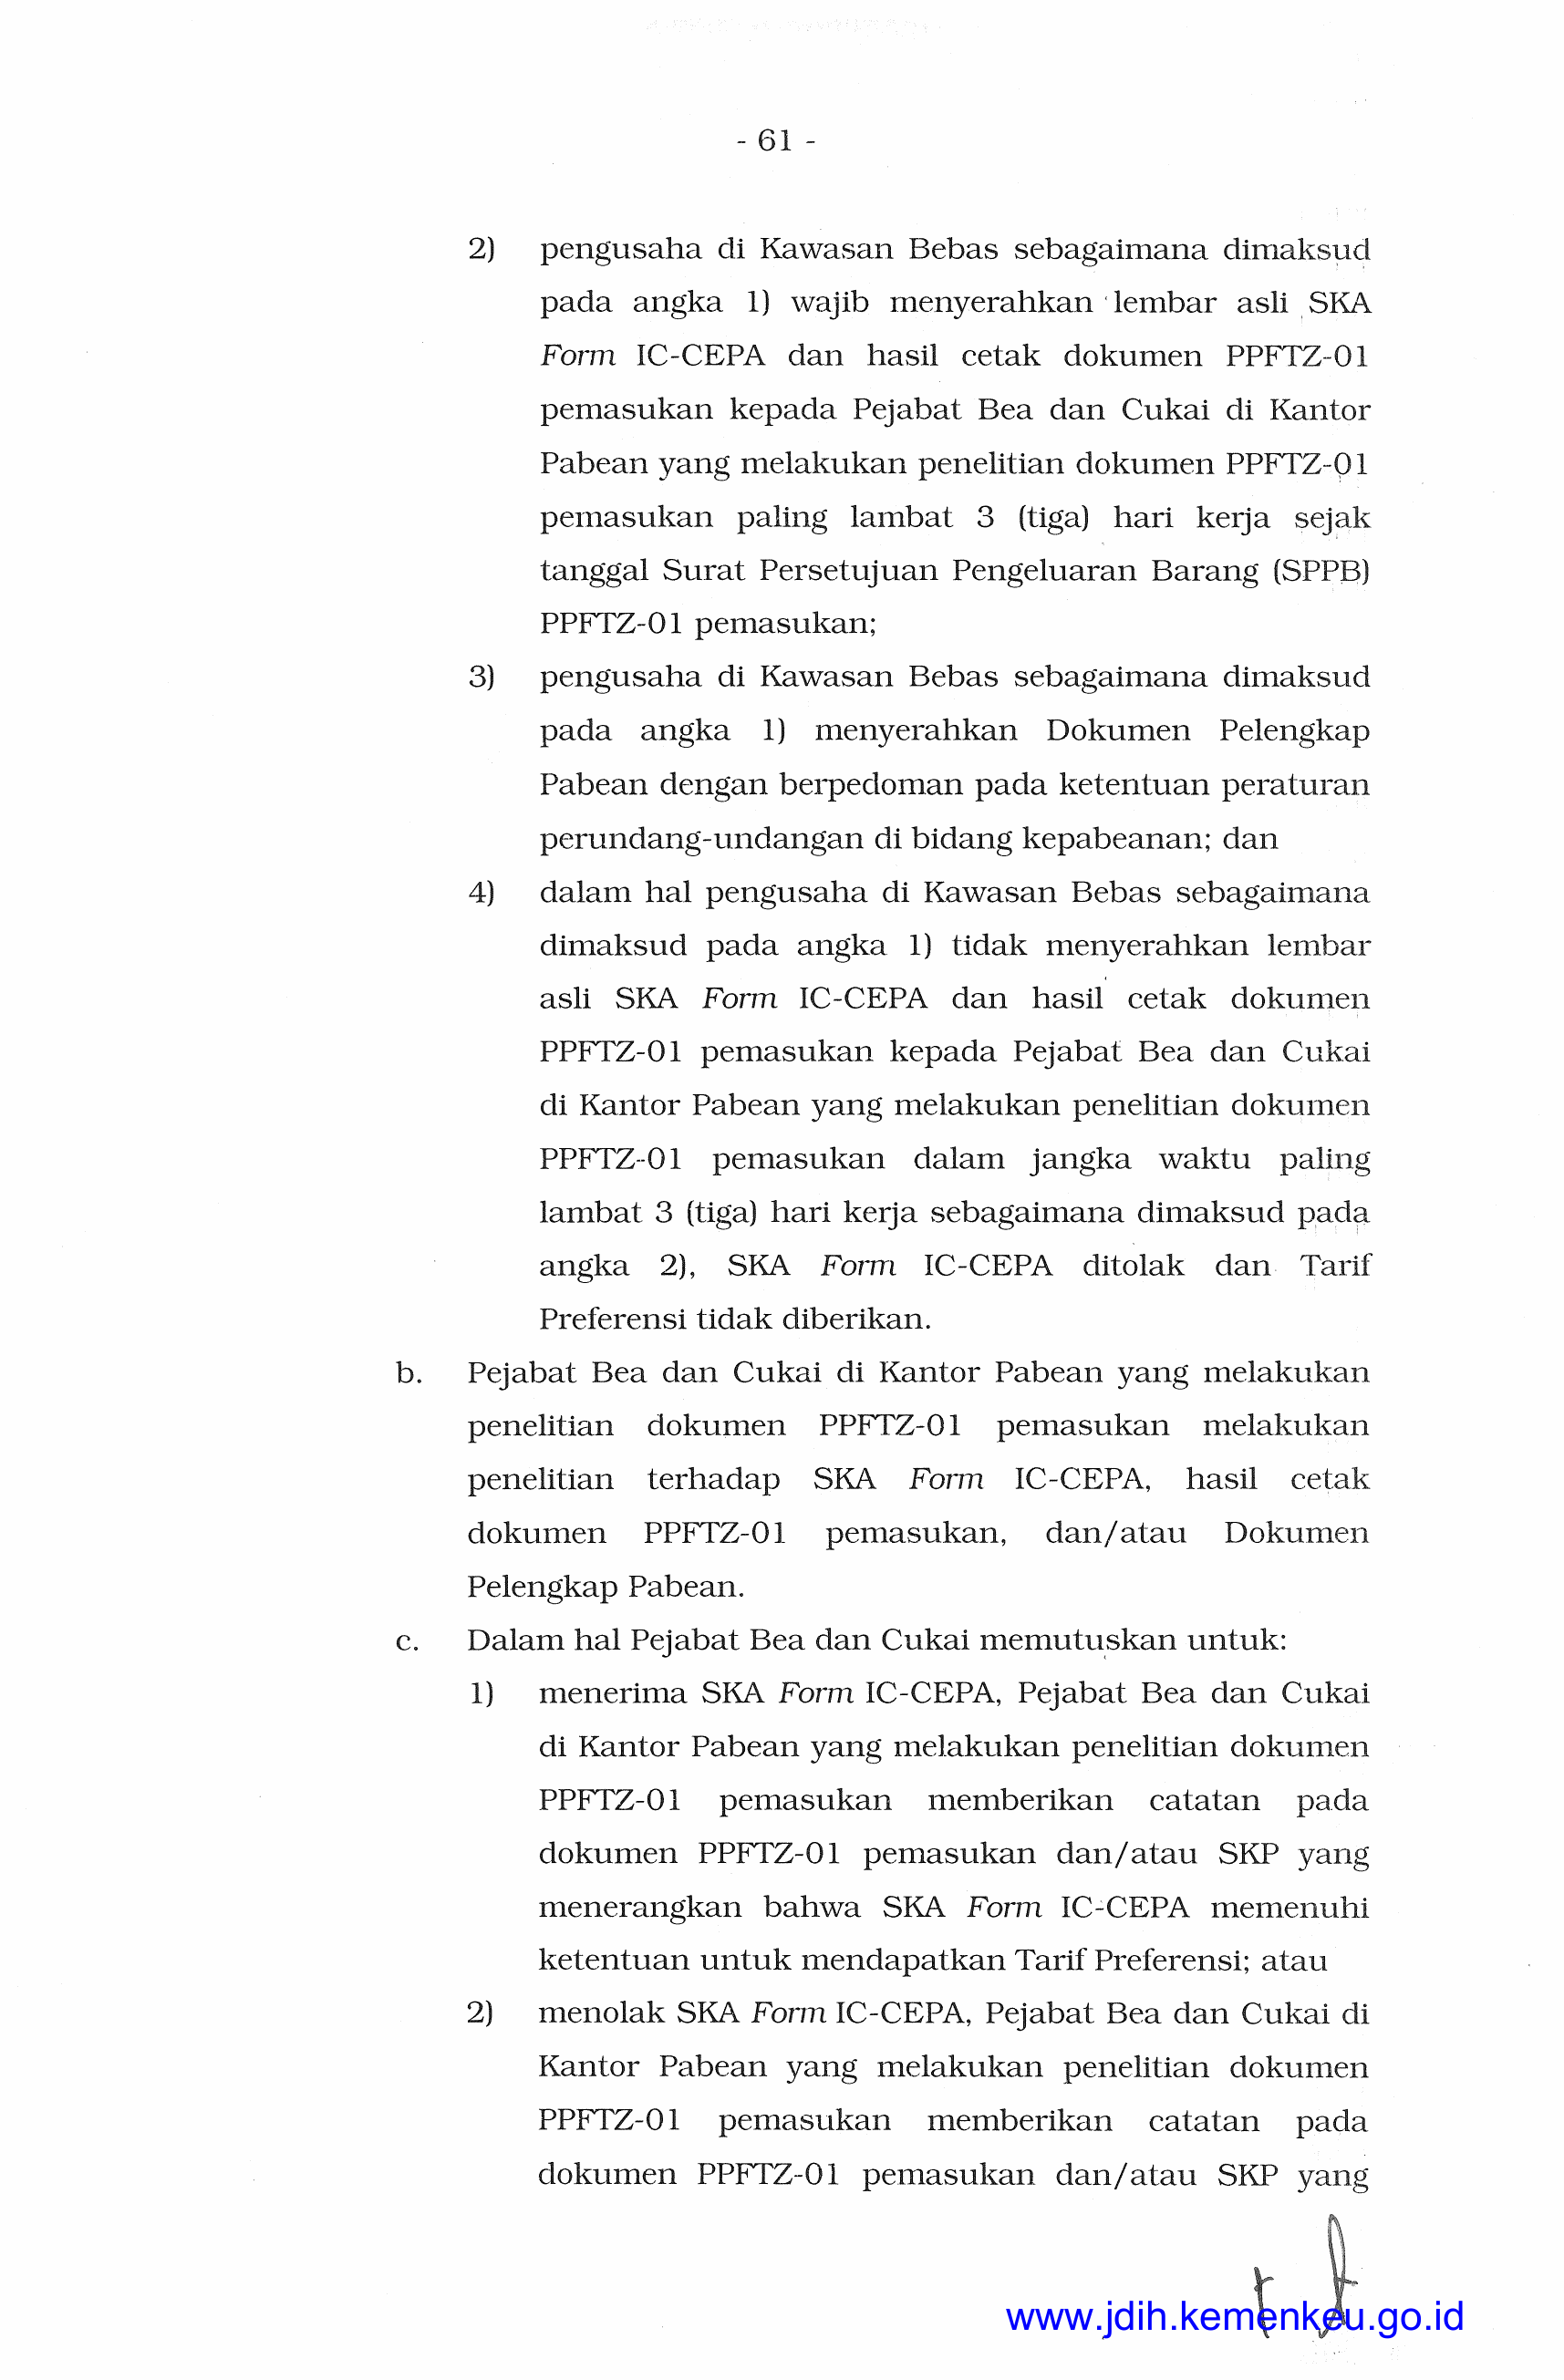 - 61 -
2) pengusaha di Kawasan Bebas sebagaimana dimaksud
pada angka 1) wajib menyerahkan lembar asli SKA
Form IC-CEPA dan hasil cetak dokumen PPFTZ-01
pemasukan kepada Pejabat Bea dan Cukai di Kantor
Pabean yang melakukan penelitian dokumen PPFTZ-01
pemasukan paling lambat 3 (tiga) hari kerja sejak
tanggal Surat Persetujuan Pengeluaran Barang (SPPB)
PPFTZ-01 pemasukan;
3) pengusaha di Kawasan Bebas sebagaimana dimaksud
pada angka 1) menyerahkan Dokumen Pelengkap
Pabean dengan berpedoman pada ketentuan peraturan
perundang-undangan di bidang kepabeanan; dan
4) dalam hal pengusaha di Kawasan Bebas sebagaimana
dimaksud pada angka 1) tidak menyerahkan lembar
asli SKA Form IC-CEPA dan hasil cetak dokumen
PPFTZ-01 pemasukan kepada Pejabat Bea dan Cukai
di Kantor Pabean yang melakukan penelitian dokumen
PPFTZ-01 pemasukan dalam jangka waktu paling
lambat 3 (tiga) hari kerja sebagaimana dimaksud pada
angka 2), SKA Form IC-CEPA ditolak dan Tarif
Preferensi tidak diberikan.
b. Pejabat Bea dan Cukai di Kantor Pabean yang melakukan
penelitian dokumen PPFTZ-01 pemasukan melakukan
penelitian terhadap SKA Form IC-CEPA, hasil cetak
dokumen PPFTZ-01 pemasukan, dan/atau Dokumen
Pelengkap Pabean.
c. Dalam hal Pejabat Bea dan Cukai memutuskan untuk:
1) menerima SKA Form IC-CEPA, Pejabat Bea dan Cukai
di Kantor Pabean yang melakukan penelitian dokumen
PPFTZ-01 pemasukan memberikan catatan pada
dokumen PPFTZ-01 pemasukan dan/atau SKP yang
menerangkan bahwa SKA Form IC-CEPA memenuhi
ketentuan untuk mendapatkan Tarif Preferensi; atau
2) menolak SKA Form IC-CEPA, Pejabat Bea dan Cukai di
Kantor Pabean yang melakukan penelitian dokumen
PPFTZ-01 pemasukan memberikan catatan pada
dokumen PPFTZ-01 pemasukan dan/atau SKP yang
www.jdih.kemenkeu.go.id